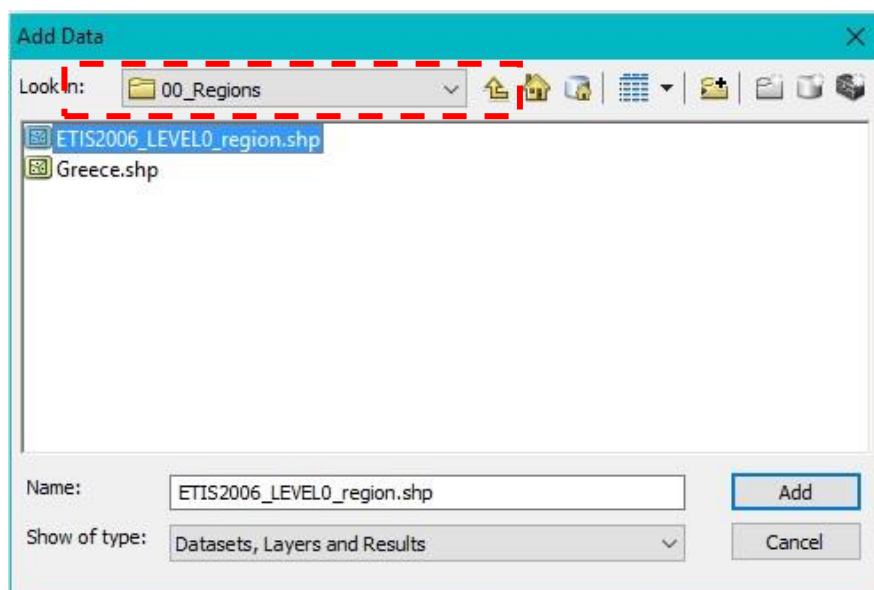 Add Data
Look in: 00_Regions
ETIS2006_LEVEL0_region.shp
Greece.shp
Name: ETIS2006_LEVEL0_region.shp Add
Show of type: Datasets, Layers and Results Cancel